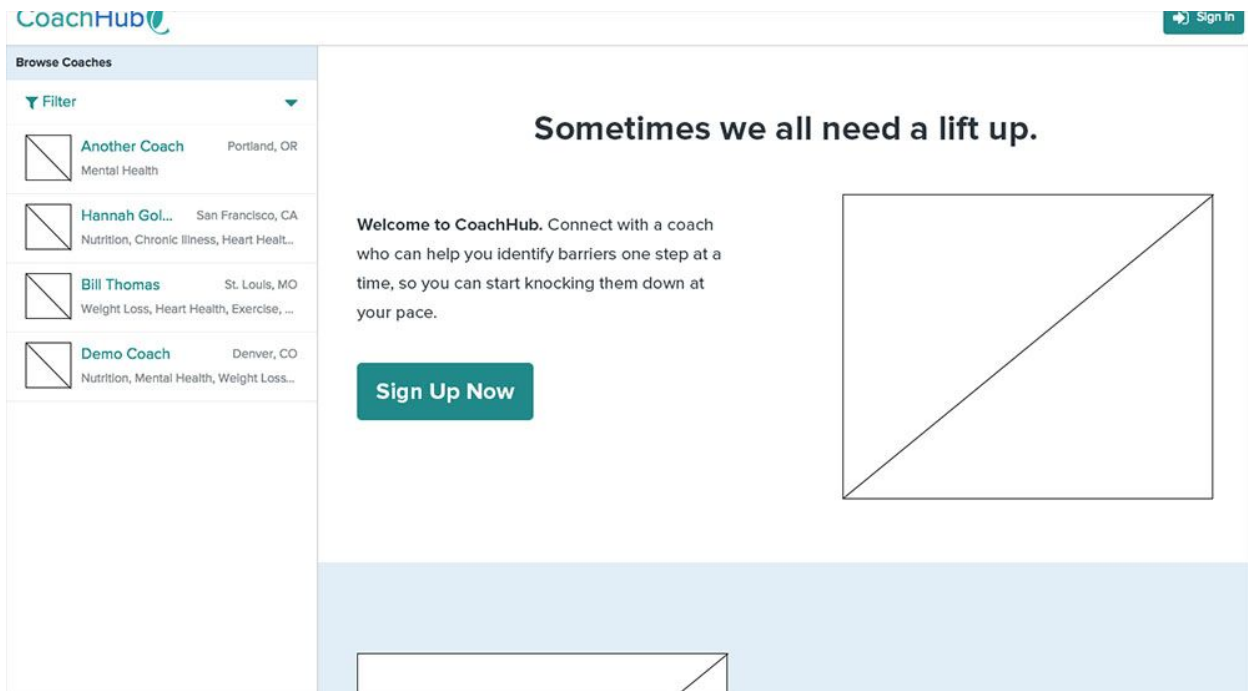 CoachHub
Sign In
Browse Coaches
Filter
Another Coach Portland, OR
Mental Health
Hannah Gol... San Francisco, CA
Nutrition, Chronic Illness, Heart Healt...
Bill Thomas St. Louis, MO
Weight Loss, Heart Health, Exercise, ...
Demo Coach Denver, CO
Nutrition, Mental Health, Weight Loss...
Sometimes we all need a lift up.
Welcome to CoachHub. Connect with a coach
who can help you identify barriers one step at a
time, so you can start knocking them down at
your pace.
Sign Up Now